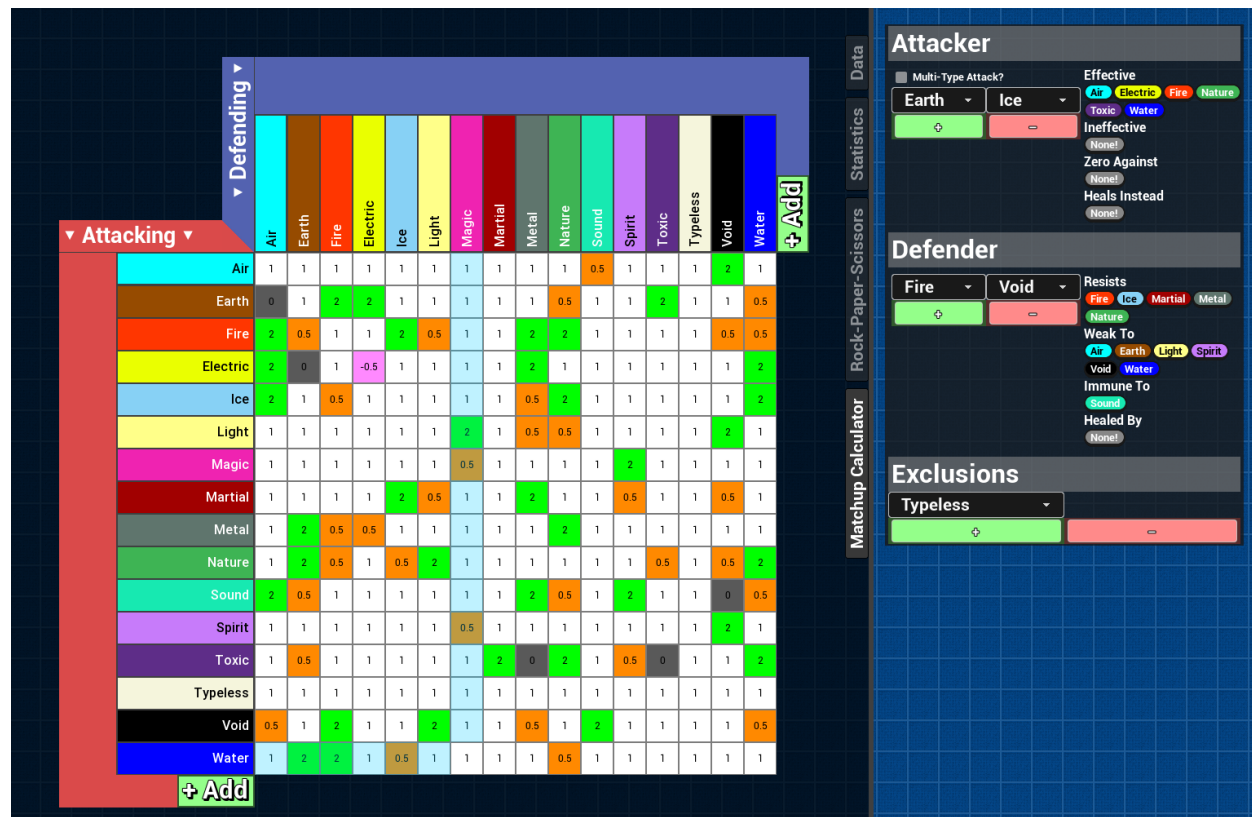 ▼ Defending ▼
Air
Earth
Fire
Electric
Ice
Light
Magic
Martial
Metal
Nature
Sound
Spirit
Toxic
Typeless
Void
Water
+ Add
▼ Attacking ▼
Air 1 1 1 1 1 1 1 1 1 1 0.5 1 1 1 2 1
Earth 0 1 2 2 1 1 1 1 1 0.5 1 1 2 1 1 0.5
Fire 2 0.5 1 1 2 0.5 1 1 2 2 1 1 1 1 0.5 0.5
Electric 2 0 1 -0.5 1 1 1 1 2 1 1 1 1 1 1 2
Ice 2 1 0.5 1 1 1 1 1 0.5 2 1 1 1 1 1 2
Light 1 1 1 1 1 1 2 1 0.5 0.5 1 1 1 1 2 1
Magic 1 1 1 1 1 1 0.5 1 1 1 1 2 1 1 1 1
Martial 1 1 1 1 2 0.5 1 1 2 1 1 0.5 1 1 0.5 1
Metal 1 2 0.5 0.5 1 1 1 1 1 2 1 1 1 1 1 1
Nature 1 2 0.5 1 0.5 2 1 1 1 1 1 1 0.5 1 0.5 2
Sound 2 0.5 1 1 1 1 1 1 2 0.5 1 2 1 1 0 0.5
Spirit 1 1 1 1 1 1 0.5 1 1 1 1 1 1 1 2 1
Toxic 1 0.5 1 1 1 1 1 2 0 2 1 0.5 0 1 1 2
Typeless 1 1 1 1 1 1 1 1 1 1 1 1 1 1 1 1
Void 0.5 1 2 1 1 2 1 1 0.5 1 2 1 1 1 1 0.5
Water 1 2 2 1 0.5 1 1 1 1 0.5 1 1 1 1 1 1
+ Add
Data
Statistics
Rock-Paper-Scissors
Matchup Calculator
Attacker
Multi-Type Attack?
Earth Ice
Effective
Air Electric Fire Nature
Toxic Water
Ineffective
None!
Zero Against
None!
Heals Instead
None!
Defender
Fire Void
Resists
Fire Ice Martial Metal
Nature
Weak To
Air Earth Light Spirit
Void Water
Immune To
Sound
Healed By
None!
Exclusions
Typeless